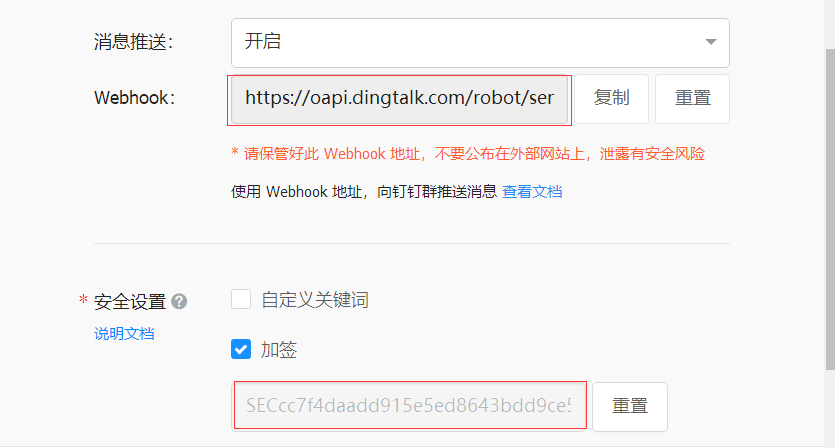 消息推送： 开启
Webhook： https://oapi.dingtalk.com/robot/ser 复制 重置
* 请保管好此 Webhook 地址，不要公布在外部网站上，泄露有安全风险
使用 Webhook 地址，向钉钉群推送消息 查看文档
* 安全设置 ? 自定义关键词
说明文档
加签
SECcc7f4daadd915e5ed8643bdd9ce5 重置